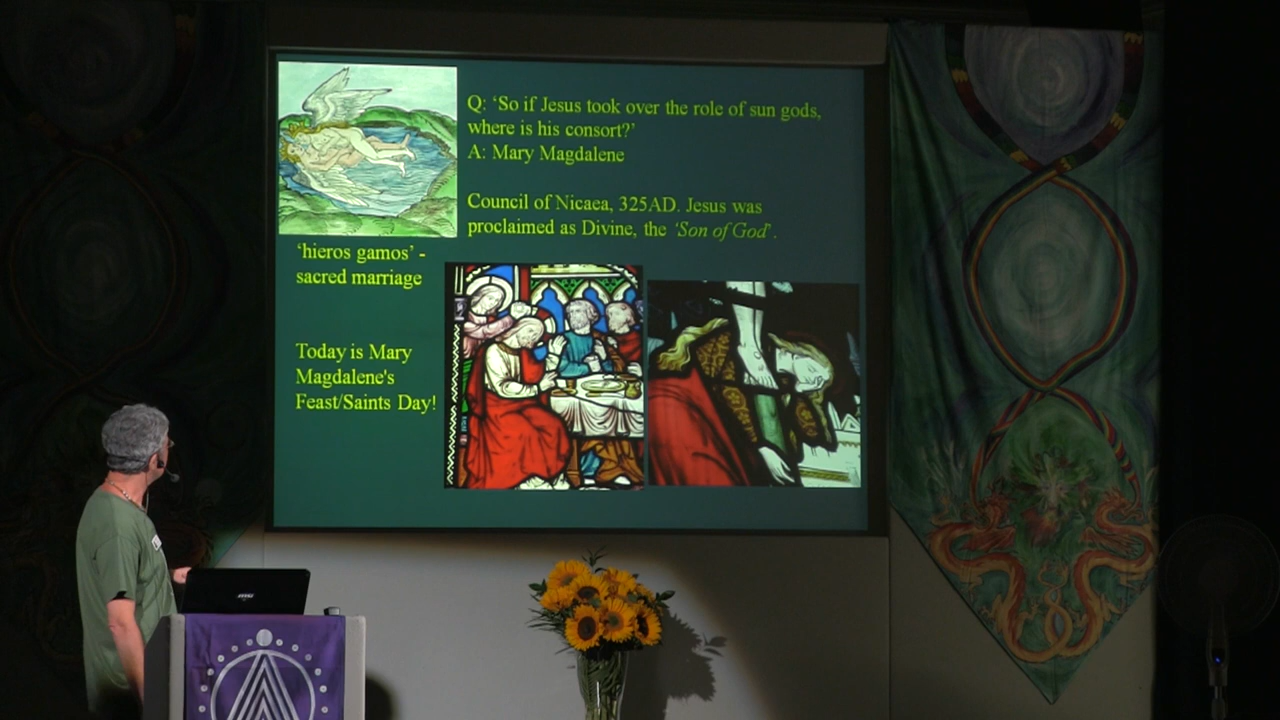 Q: ‘So if Jesus took over the role of sun gods,
where is his consort?’
A: Mary Magdalene
Council of Nicaea, 325AD. Jesus was
proclaimed as Divine, the ‘Son of God’.
‘hieros gamos’ -
sacred marriage
Today is Mary
Magdalene's
Feast/Saints Day!
msi